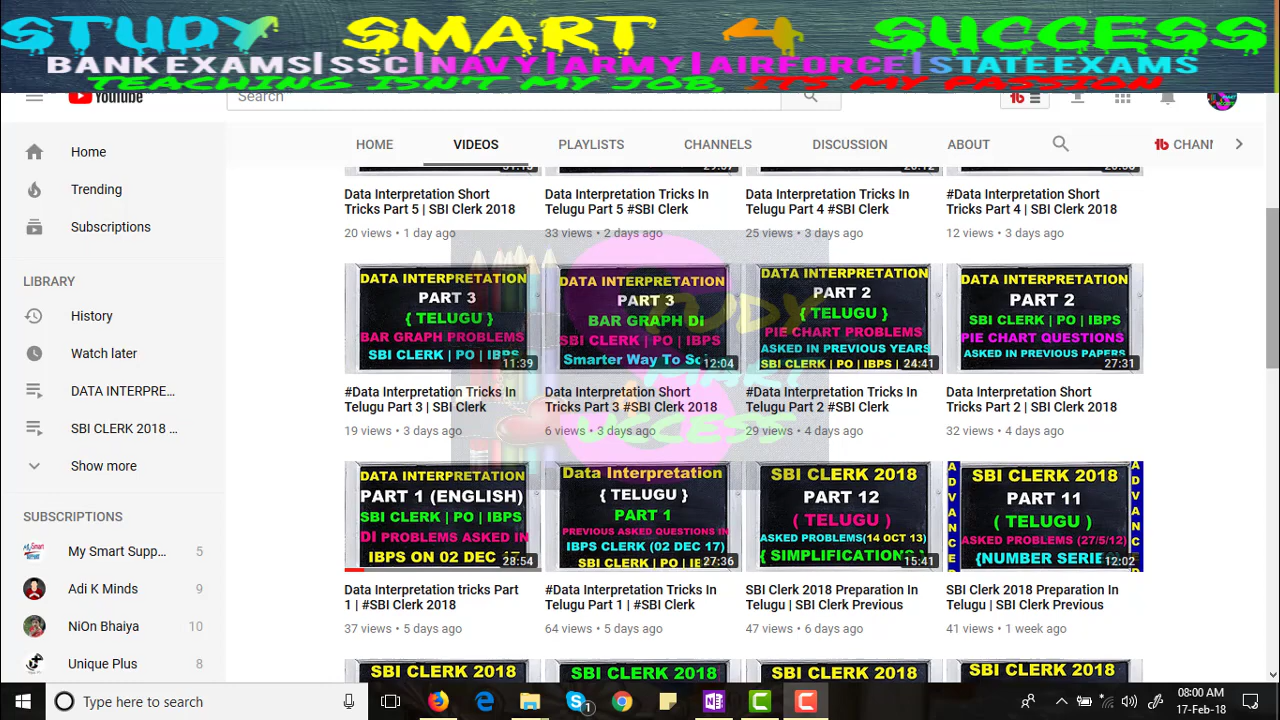 STUDY SMART 4 SUCCESS
BANK EXAMS|SSC|NAVY|ARMY|AIRFORCE|STATE EXAMS
TEACHING ISN'T MY JOB, IT'S MY PASSION
YouTube
Search
HOME VIDEOS PLAYLISTS CHANNELS DISCUSSION ABOUT CHANN
Home
Trending
Subscriptions
LIBRARY
History
Watch later
DATA INTERPRE...
SBI CLERK 2018 ...
Show more
SUBSCRIPTIONS
My Smart Supp... 5
Adi K Minds 9
NiOn Bhaiya 10
Unique Plus 8
Data Interpretation Short
Tricks Part 5 | SBI Clerk 2018
20 views • 1 day ago
Data Interpretation Tricks In
Telugu Part 5 #SBI Clerk
33 views • 2 days ago
Data Interpretation Tricks In
Telugu Part 4 #SBI Clerk
25 views • 3 days ago
#Data Interpretation Short
Tricks Part 4 | SBI Clerk 2018
12 views • 3 days ago
DATA INTERPRETATION
PART 3
{ TELUGU }
BAR GRAPH PROBLEMS
SBI CLERK | PO | IBPS
11:39
#Data Interpretation Tricks In
Telugu Part 3 | SBI Clerk
19 views • 3 days ago
DATA INTERPRETATION
PART 3
BAR GRAPH DI
SBI CLERK | PO | IBPS
Smarter Way To So
12:04
Data Interpretation Short
Tricks Part 3 #SBI Clerk 2018
6 views • 3 days ago
DATA INTERPRETATION
PART 2
{ TELUGU }
PIE CHART PROBLEMS
ASKED IN PREVIOUS YEARS
SBI CLERK | PO | IBPS |
24:41
#Data Interpretation Tricks In
Telugu Part 2 #SBI Clerk
29 views • 4 days ago
DATA INTERPRETATION
PART 2
SBI CLERK | PO | IBPS
PIE CHART QUESTIONS
ASKED IN PREVIOUS PAPERS
27:31
Data Interpretation Short
Tricks Part 2 | SBI Clerk 2018
32 views • 4 days ago
DATA INTERPRETATION
PART 1 (ENGLISH)
SBI CLERK | PO | IBPS
DI PROBLEMS ASKED IN
IBPS ON 02 DEC 17
28:54
Data Interpretation tricks Part
1 | #SBI Clerk 2018
37 views • 5 days ago
Data Interpretation
{ TELUGU }
PART 1
PREVIOUS ASKED QUESTIONS IN
IBPS CLERK (02 DEC 17)
SBI CLERK | PO | IB
27:36
#Data Interpretation Tricks In
Telugu Part 1 | #SBI Clerk
64 views • 5 days ago
SBI CLERK 2018
PART 12
( TELUGU )
ASKED PROBLEMS(14 OCT 13)
{ SIMPLIFICATIONS }
15:41
SBI Clerk 2018 Preparation In
Telugu | SBI Clerk Previous
47 views • 6 days ago
ADVANCE
SBI CLERK 2018
PART 11
( TELUGU )
ASKED PROBLEMS (27/5/12)
{NUMBER SERIE
ADVANCE
12:02
SBI Clerk 2018 Preparation In
Telugu | SBI Clerk Previous
41 views • 1 week ago
SBI CLERK 2018
SBI CLERK 2018
SBI CLERK 2018
SBI CLERK 2018
STUDY
SMART
4
SUCCESS
Type here to search
1
08:00 AM
17-Feb-18